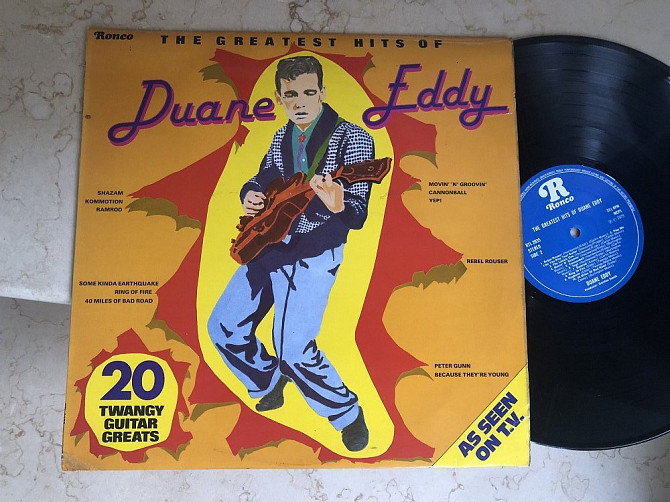 Ronco
THE GREATEST HITS OF
Duane Eddy
SHAZAM
KOMMOTION
RAMROD
MOVIN' 'N' GROOVIN'
CANNONBALL
YEP!
REBEL ROUSER
SOME KINDA EARTHQUAKE
RING OF FIRE
40 MILES OF BAD ROAD
PETER GUNN
BECAUSE THEY'RE YOUNG
20
TWANGY
GUITAR
GREATS
AS SEEN
ON T.V.
R
Ronco
THE GREATEST HITS OF DUANE EDDY
STEREO
SIDE 2
DUANE EDDY